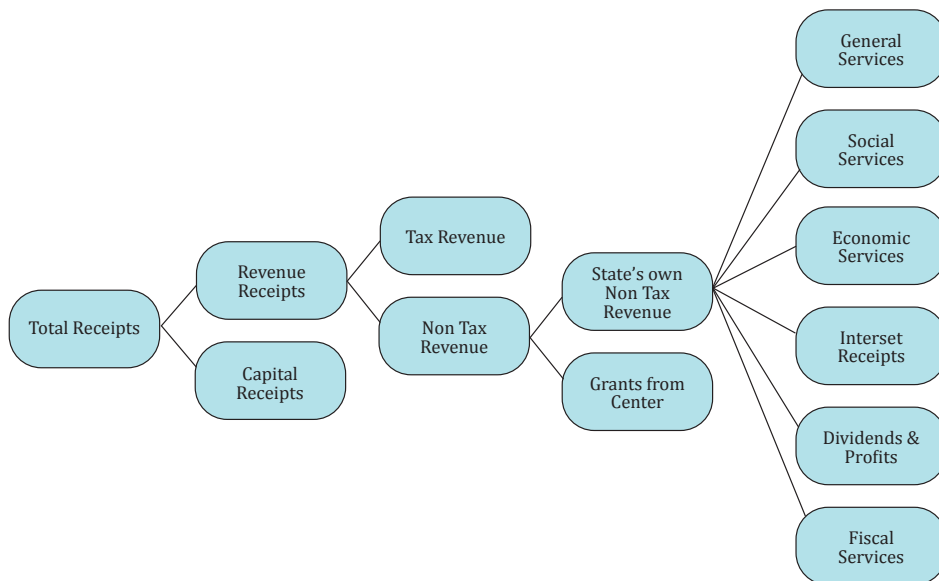 Total Receipts
Revenue
Receipts
Capital
Receipts
Tax Revenue
Non Tax
Revenue
State's own
Non Tax
Revenue
Grants from
Center
General
Services
Social
Services
Economic
Services
Interset
Receipts
Dividends &
Profits
Fiscal
Services